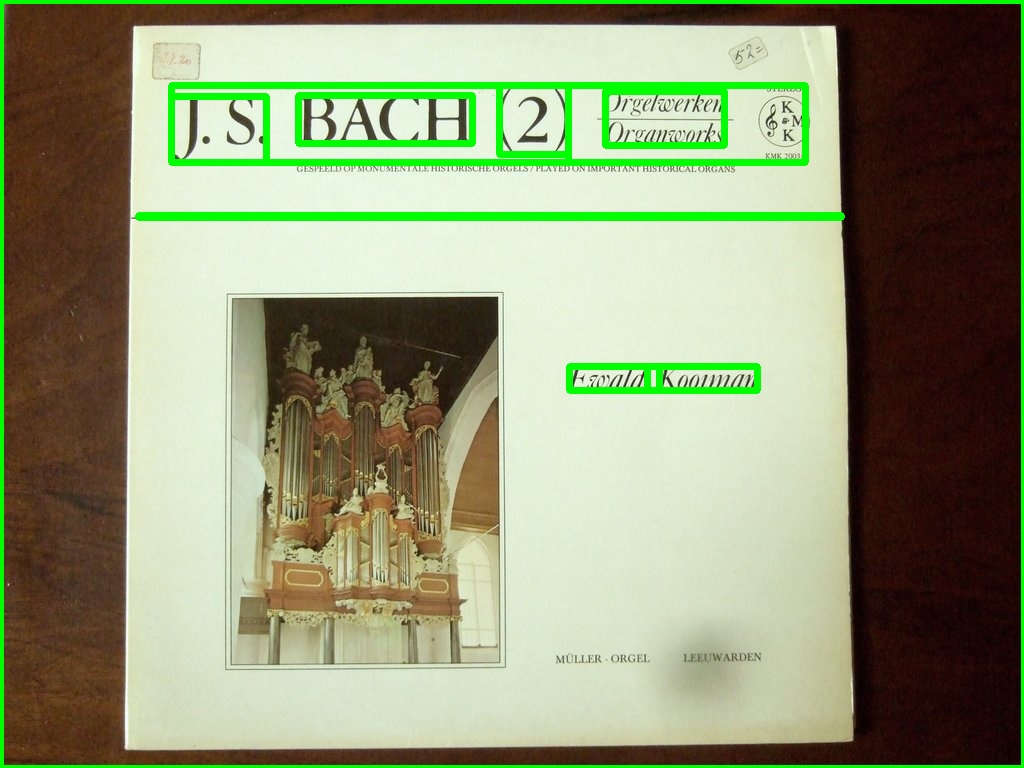 52=
STEREO
J. S. BACH (2)
Orgelwerken
Organworks
K & M K
KMK 2003
GESPEELD OP MONUMENTALE HISTORISCHE ORGELS / PLAYED ON IMPORTANT HISTORICAL ORGANS
Ewald Kooiman
MÜLLER - ORGEL LEEUWARDEN